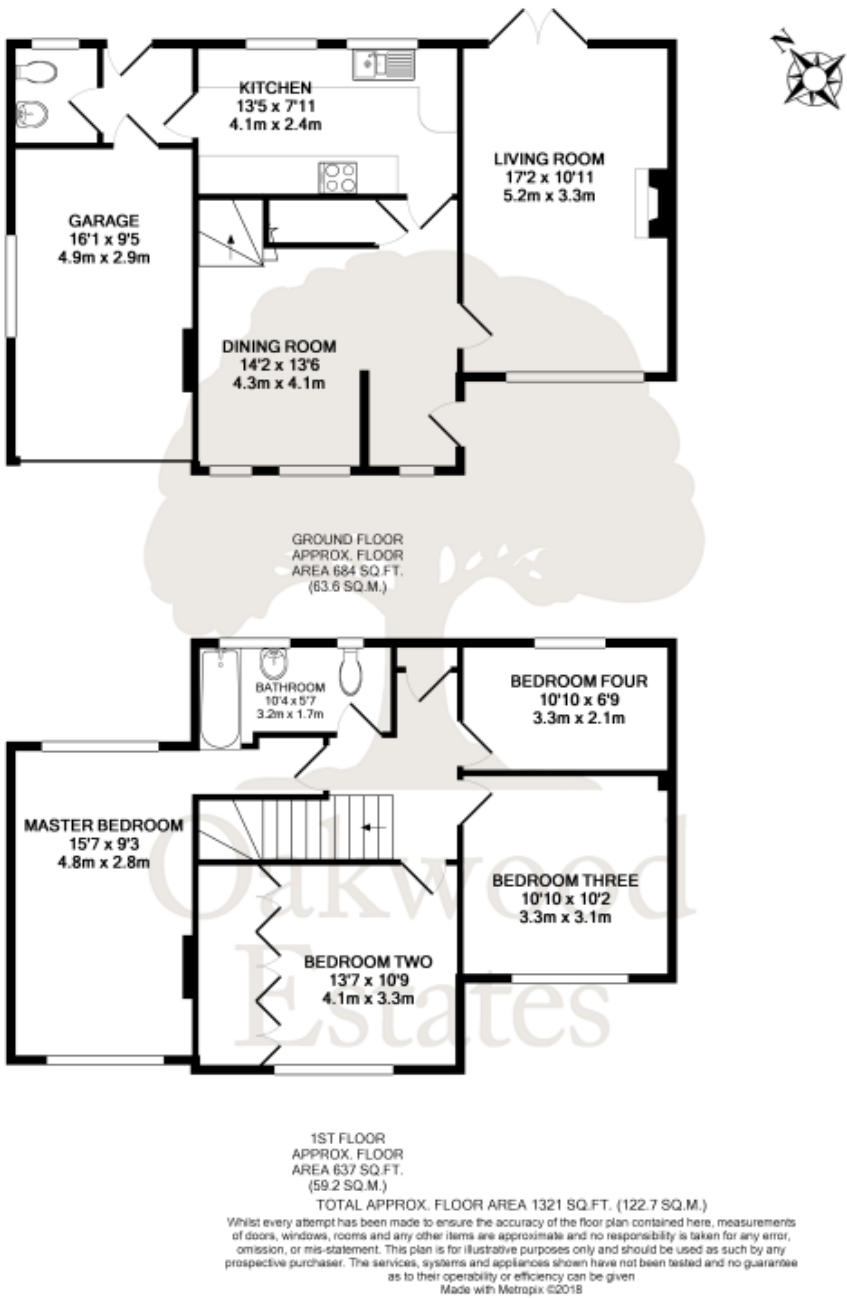 N
KITCHEN
13'5 x 7'11
4.1m x 2.4m
LIVING ROOM
17'2 x 10'11
5.2m x 3.3m
GARAGE
16'1 x 9'5
4.9m x 2.9m
DINING ROOM
14'2 x 13'6
4.3m x 4.1m
GROUND FLOOR
APPROX. FLOOR
AREA 684 SQ.FT.
(63.6 SQ.M.)
BATHROOM
10'4 x 5'7
3.2m x 1.7m
BEDROOM FOUR
10'10 x 6'9
3.3m x 2.1m
MASTER BEDROOM
15'7 x 9'3
4.8m x 2.8m
BEDROOM THREE
10'10 x 10'2
3.3m x 3.1m
BEDROOM TWO
13'7 x 10'9
4.1m x 3.3m
Oakwood
Estates
1ST FLOOR
APPROX. FLOOR
AREA 637 SQ.FT.
(59.2 SQ.M.)
TOTAL APPROX. FLOOR AREA 1321 SQ.FT. (122.7 SQ.M.)
Whilst every attempt has been made to ensure the accuracy of the floor plan contained here, measurements
of doors, windows, rooms and any other items are approximate and no responsibility is taken for any error,
omission, or mis-statement. This plan is for illustrative purposes only and should be used as such by any
prospective purchaser. The services, systems and appliances shown have not been tested and no guarantee
as to their operability or efficiency can be given
Made with Metropix ©2018